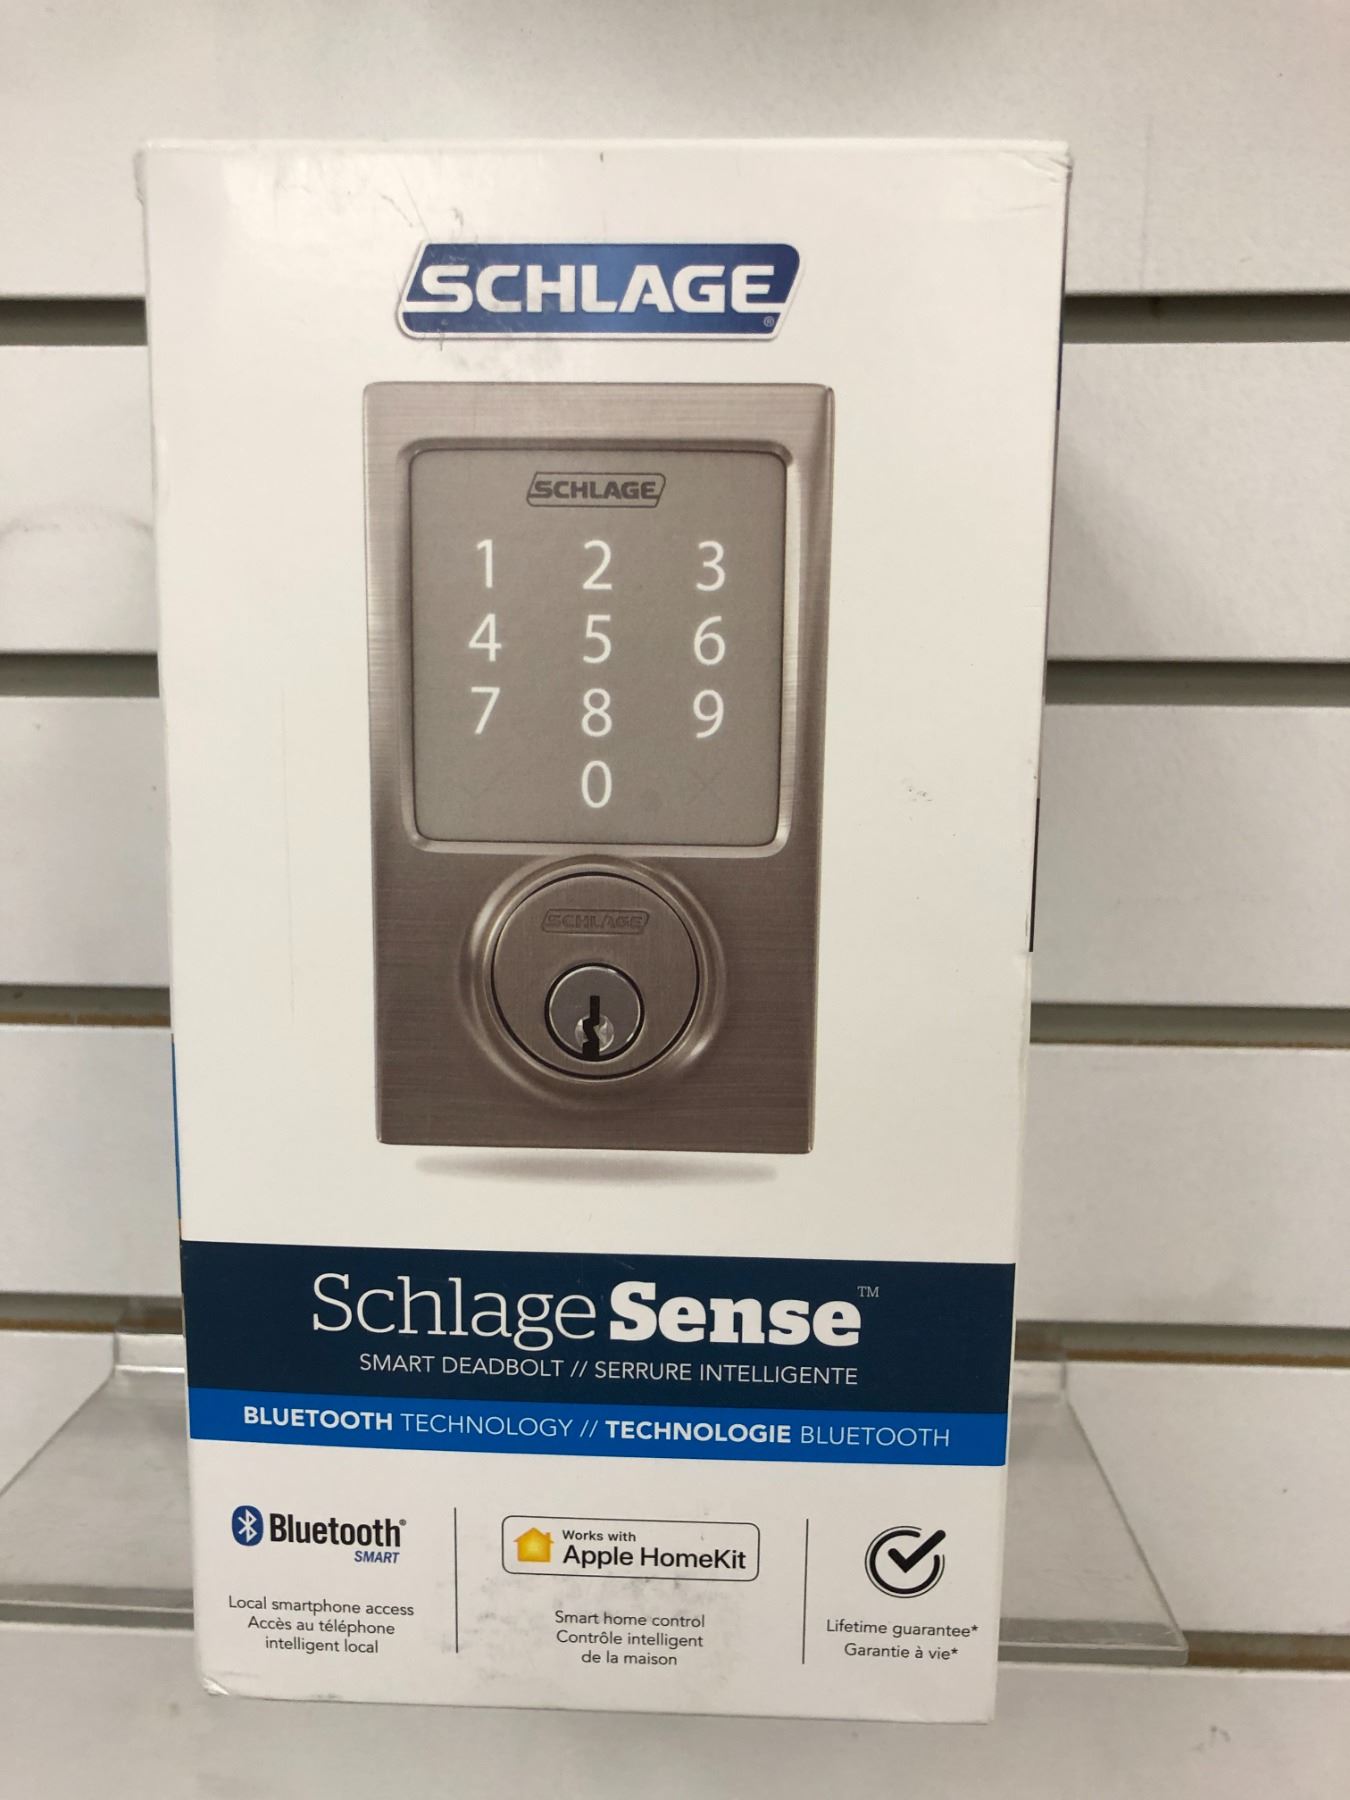 SCHLAGE®
SCHLAGE
1 2 3
4 5 6
7 8 9
0
SCHLAGE
Schlage Sense™
SMART DEADBOLT // SERRURE INTELLIGENTE
BLUETOOTH TECHNOLOGY // TECHNOLOGIE BLUETOOTH
Bluetooth®
SMART
Local smartphone access
Accès au téléphone
intelligent local
Works with
Apple HomeKit
Smart home control
Contrôle intelligent
de la maison
Lifetime guarantee*
Garantie à vie*